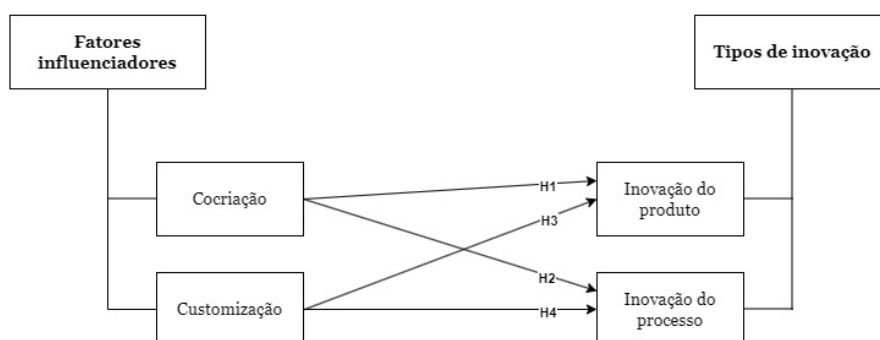 Fatores
influenciadores
Tipos de inovação
Cocriação
H1
Inovação do
produto
H3
H2
Customização
H4
Inovação do
processo